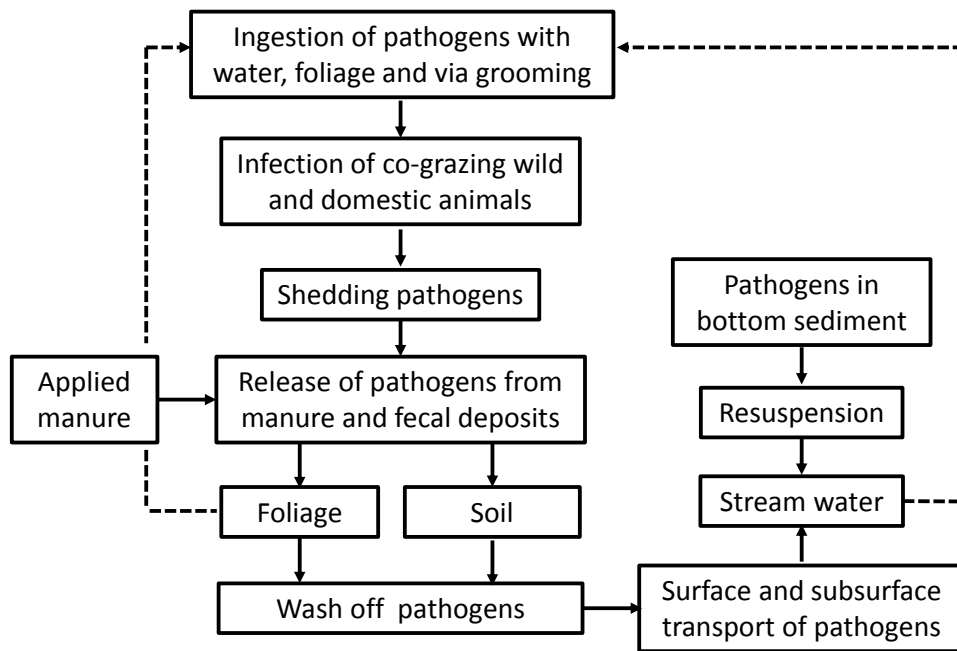 Ingestion of pathogens with
water, foliage and via grooming
Infection of co-grazing wild
and domestic animals
Shedding pathogens
Pathogens in
bottom sediment
Applied
manure
Release of pathogens from
manure and fecal deposits
Resuspension
Foliage
Soil
Stream water
Wash off pathogens
Surface and subsurface
transport of pathogens